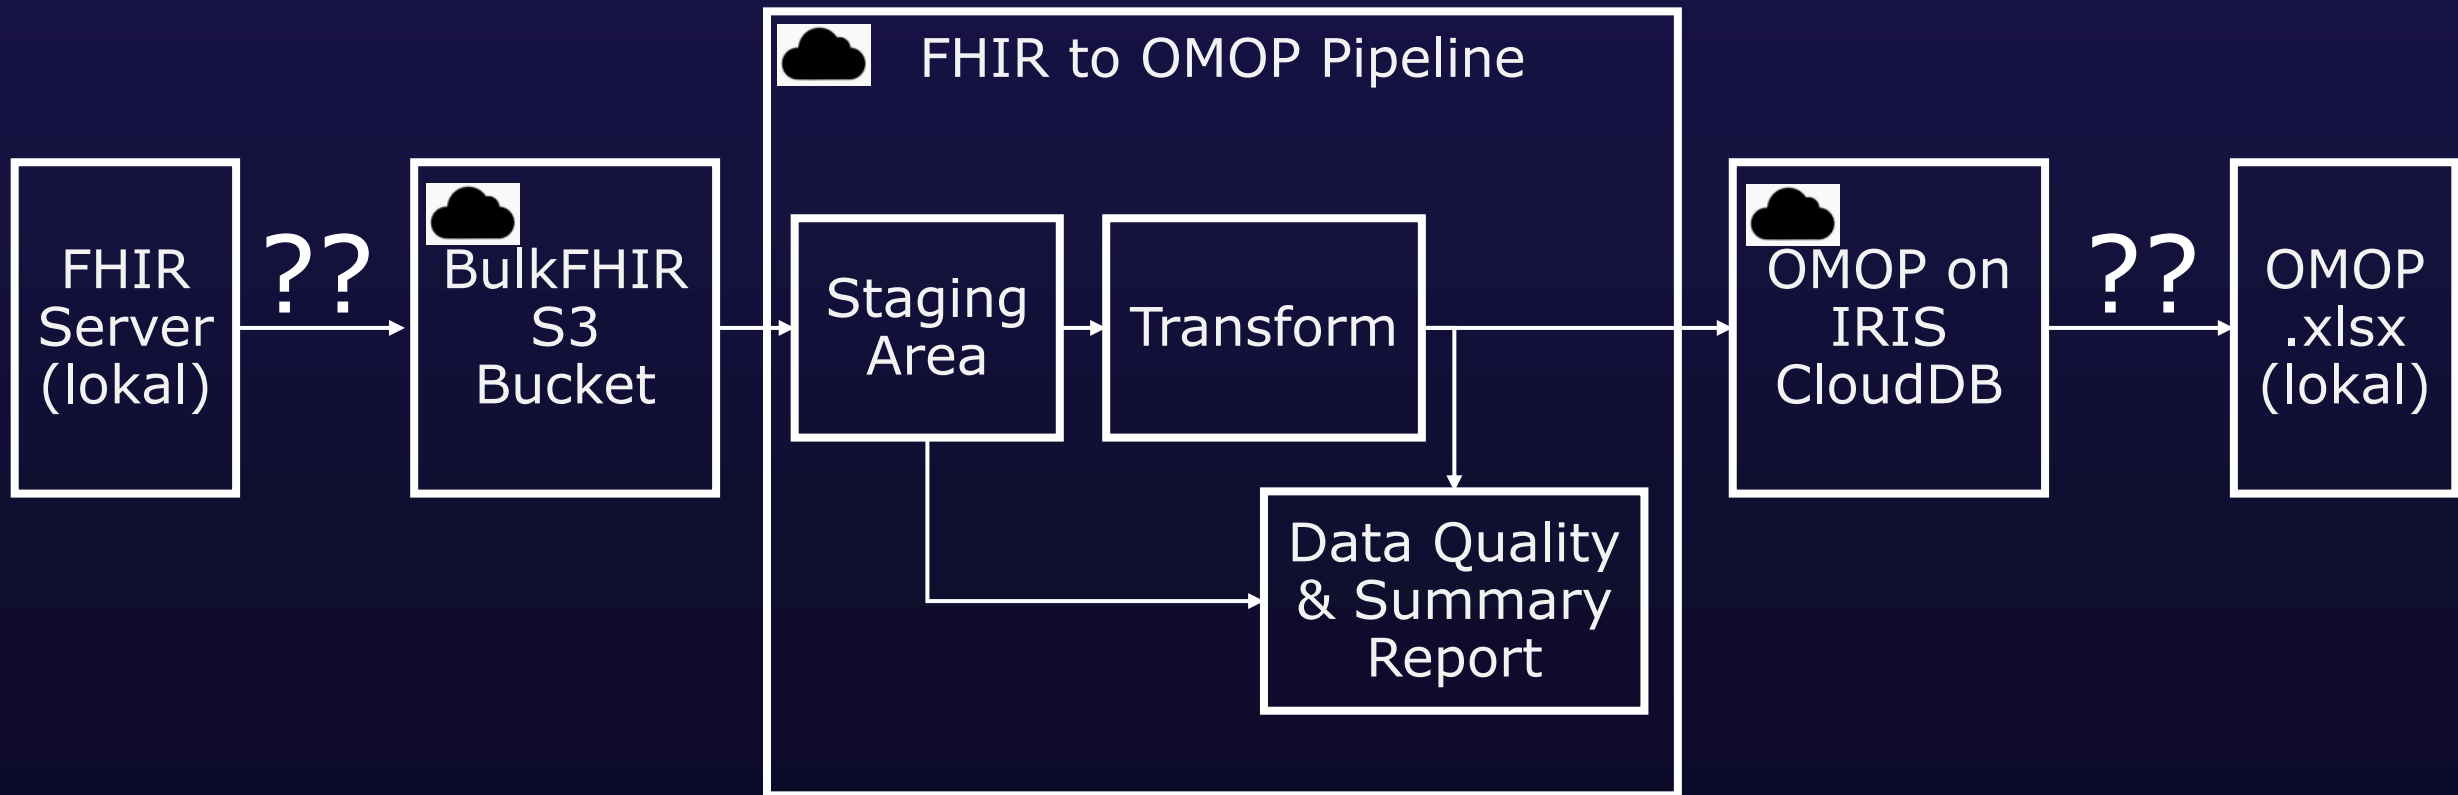 FHIR to OMOP Pipeline
FHIR
Server
(lokal)
??
BulkFHIR
S3
Bucket
Staging
Area
Transform
Data Quality
& Summary
Report
OMOP on
IRIS
CloudDB
??
OMOP
.xlsx
(lokal)